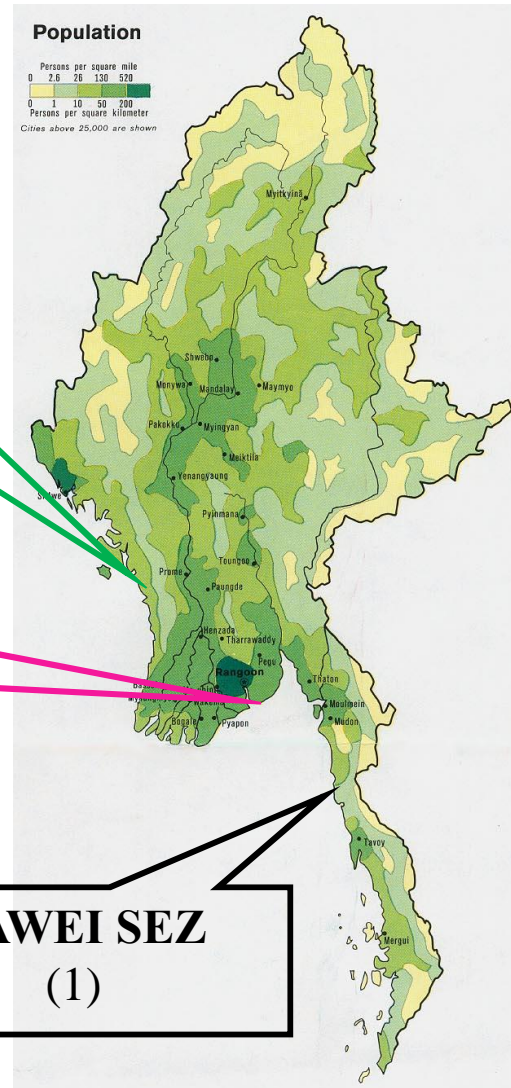 Population
Persons per square mile
0 2.6 26 130 520
0 1 10 50 200
Persons per square kilometer
Cities above 25,000 are shown
Myitkyinā
Shwebo
Monywa
Mandalay
Maymyo
Pakokku
Myingyan
Meiktila
Yenangyaung
Pyinmana
Toungoo
Prome
Paungde
Henzada
Tharrawaddy
Pegu
Rangoon
Thaton
Moulmein
Mudon
Bogale
Pyapon
Tavoy
Mergui
AWEI SEZ
(1)